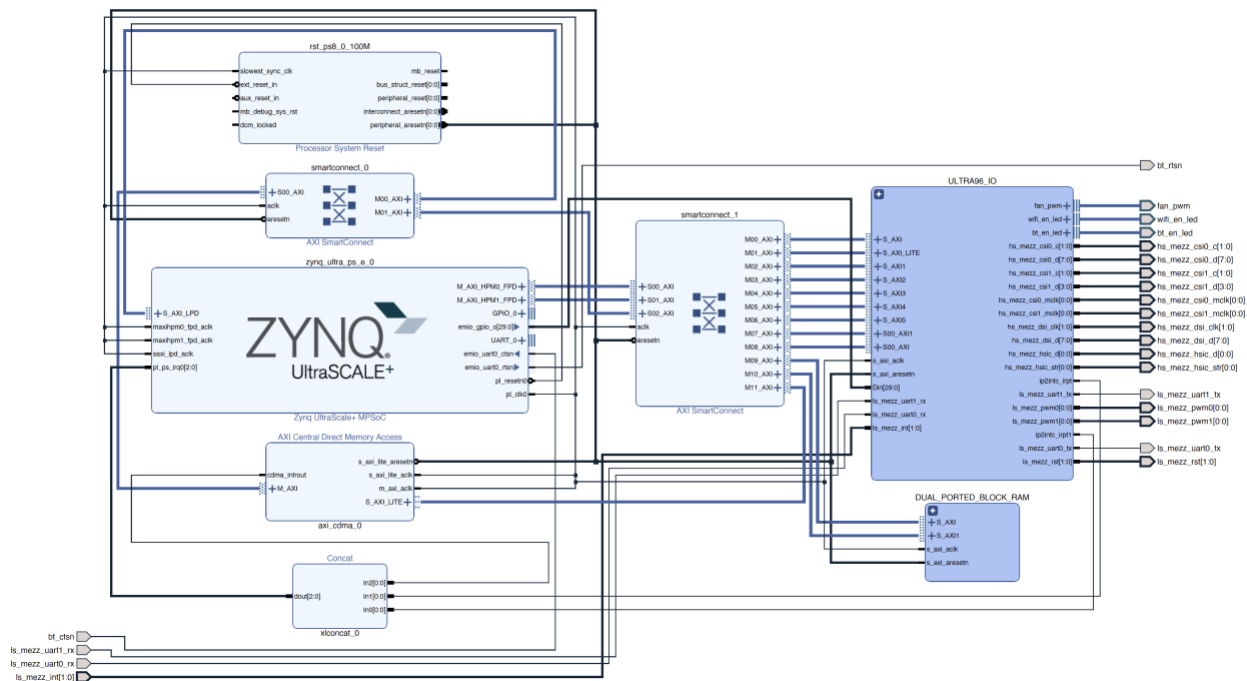 rst_ps8_0_100M
slowest_sync_clk
ext_reset_in
aux_reset_in
mb_debug_sys_rst
dcm_locked
mb_reset
bus_struct_reset[0:0]
peripheral_reset[0:0]
interconnect_aresetn[0:0]
peripheral_aresetn[0:0]
Processor System Reset
smartconnect_0
S00_AXI
aclk
aresetn
M00_AXI
M01_AXI
AXI SmartConnect
zynq_ultra_ps_e_0
S_AXI_LPD
maxihpm0_fpd_aclk
maxihpm1_fpd_aclk
saxi_lpd_aclk
pl_ps_irq0[2:0]
ZYNQ
UltraSCALE+
M_AXI_HPM0_FPD
M_AXI_HPM1_FPD
GPIO_0
emio_gpio_o[29:0]
UART_0
emio_uart0_ctsn
emio_uart0_rtsn
pl_resetn0
pl_clk0
Zynq UltraScale+ MPSoC
AXI Central Direct Memory Access
cdma_introut
M_AXI
s_axi_lite_aresetn
s_axi_lite_aclk
m_axi_aclk
S_AXI_LITE
axi_cdma_0
Concat
dout[2:0]
In2[0:0]
In1[0:0]
In0[0:0]
xlconcat_0
bt_ctsn
ls_mezz_uart1_rx
ls_mezz_uart0_rx
ls_mezz_int[1:0]
smartconnect_1
S00_AXI
S01_AXI
S02_AXI
aclk
aresetn
M00_AXI
M01_AXI
M02_AXI
M03_AXI
M04_AXI
M05_AXI
M06_AXI
M07_AXI
M08_AXI
M09_AXI
M10_AXI
M11_AXI
AXI SmartConnect
ULTRA96_IO
S_AXI
S_AXI_LITE
S_AXI1
S_AXI2
S_AXI3
S_AXI4
S_AXI5
S00_AXI1
S00_AXI
s_axi_aclk
s_axi_aresetn
Din[29:0]
ls_mezz_uart1_rx
ls_mezz_uart0_rx
ls_mezz_int[1:0]
fan_pwm
wifi_en_led
bt_en_led
hs_mezz_csi0_c[1:0]
hs_mezz_csi0_d[7:0]
hs_mezz_csi1_c[1:0]
hs_mezz_csi1_d[3:0]
hs_mezz_csi0_mclk[0:0]
hs_mezz_csi1_mclk[0:0]
hs_mezz_dsi_clk[1:0]
hs_mezz_dsi_d[7:0]
hs_mezz_hsic_d[0:0]
hs_mezz_hsic_str[0:0]
ip2intc_irpt
ls_mezz_uart1_tx
ls_mezz_pwm0[0:0]
ls_mezz_pwm1[0:0]
ip2intc_irpt1
ls_mezz_uart0_tx
ls_mezz_rst[1:0]
DUAL_PORTED_BLOCK_RAM
S_AXI
S_AXI1
s_axi_aclk
s_axi_aresetn
bt_rtsn
fan_pwm
wifi_en_led
bt_en_led
hs_mezz_csi0_c[1:0]
hs_mezz_csi0_d[7:0]
hs_mezz_csi1_c[1:0]
hs_mezz_csi1_d[3:0]
hs_mezz_csi0_mclk[0:0]
hs_mezz_csi1_mclk[0:0]
hs_mezz_dsi_clk[1:0]
hs_mezz_dsi_d[7:0]
hs_mezz_hsic_d[0:0]
hs_mezz_hsic_str[0:0]
ls_mezz_uart1_tx
ls_mezz_pwm0[0:0]
ls_mezz_pwm1[0:0]
ls_mezz_uart0_tx
ls_mezz_rst[1:0]